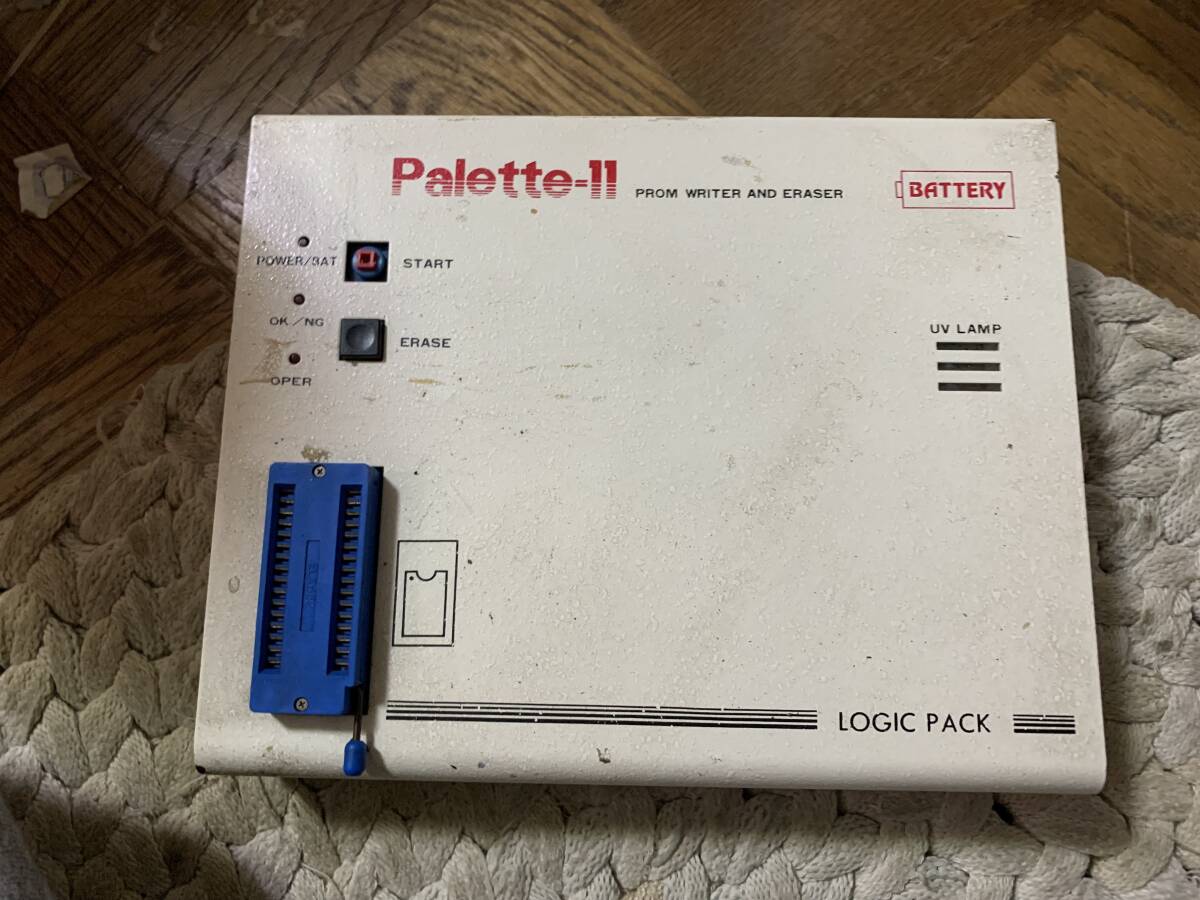 Palette-11 PROM WRITER AND ERASER BATTERY
POWER/BAT START
OK/NG ERASE
OPER
UV LAMP
LOGIC PACK